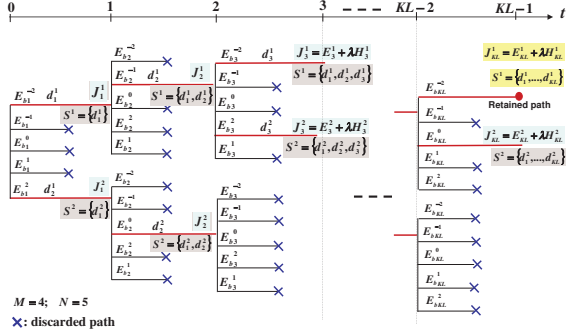 0 1 2 3 KL−2 KL−1 t
E_{b1}^{-2} d_1^1 J_1^1
S^1={d_1^1}
E_{b1}^{-1}
E_{b1}^0
E_{b1}^1
E_{b1}^2 d_2^1 J_1^2
S^2={d_1^2}
E_{b2}^{-2}
E_{b2}^{-1} d_2^1 J_2^1
S^1={d_1^1,d_2^1}
E_{b2}^0
E_{b2}^2
E_{b2}^2
E_{b2}^{-2}
E_{b2}^{-1}
d_2^2 J_2^2
E_{b2}^0 S^2={d_1^2,d_2^2}
E_{b2}^2
E_{b2}^1
E_{b3}^{-2} d_3^1 J_3^1=E_3^1+λH_3^1
S^1={d_1^1,d_2^1,d_3^1}
E_{b3}^{-1}
E_{b3}^0
E_{b3}^2 d_3^2 J_3^2=E_3^2+λH_3^2
S^2={d_1^2,d_2^2,d_3^2}
E_{b3}^1
E_{b3}^{-2}
E_{b3}^{-1}
E_{b3}^0
E_{b3}^2
E_{b3}^1
J_{KL}^1=E_{KL}^1+λH_{KL}^1
S^1={d_1^1,...,d_{KL}^1}
E_{bKL}^{-2}
Retained path
E_{bKL}^{-1}
E_{bKL}^0 J_{KL}^2=E_{KL}^2+λH_{KL}^2
S^2={d_1^2,...,d_{KL}^2}
E_{bKL}^1
E_{bKL}^2
E_{bKL}^{-2}
E_{bKL}^{-1}
E_{bKL}^0
E_{bKL}^1
E_{bKL}^2
M=4; N=5
×: discarded path